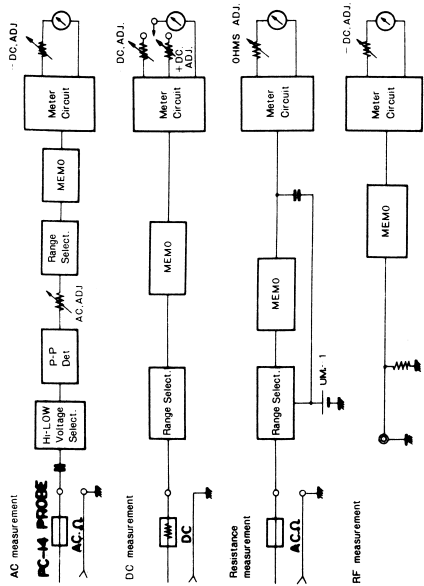 AC measurement
PC-14 PROBE
AC.Ω
Hi-LOW
Voltage
Select.
P-P
Det
AC.ADJ
Range
Select.
MEMO
Meter
Circuit
- DC.ADJ
DC measurement
DC
Range Select.
MEMO
Meter
Circuit
DC.ADJ.
+ DC.
ADJ.
Resistance
measurement
AC.Ω
Range Select.
UM-1
MEMO
Meter
Circuit
OHMS ADJ.
RF measurement
MEMO
Meter
Circuit
- DC.ADJ.